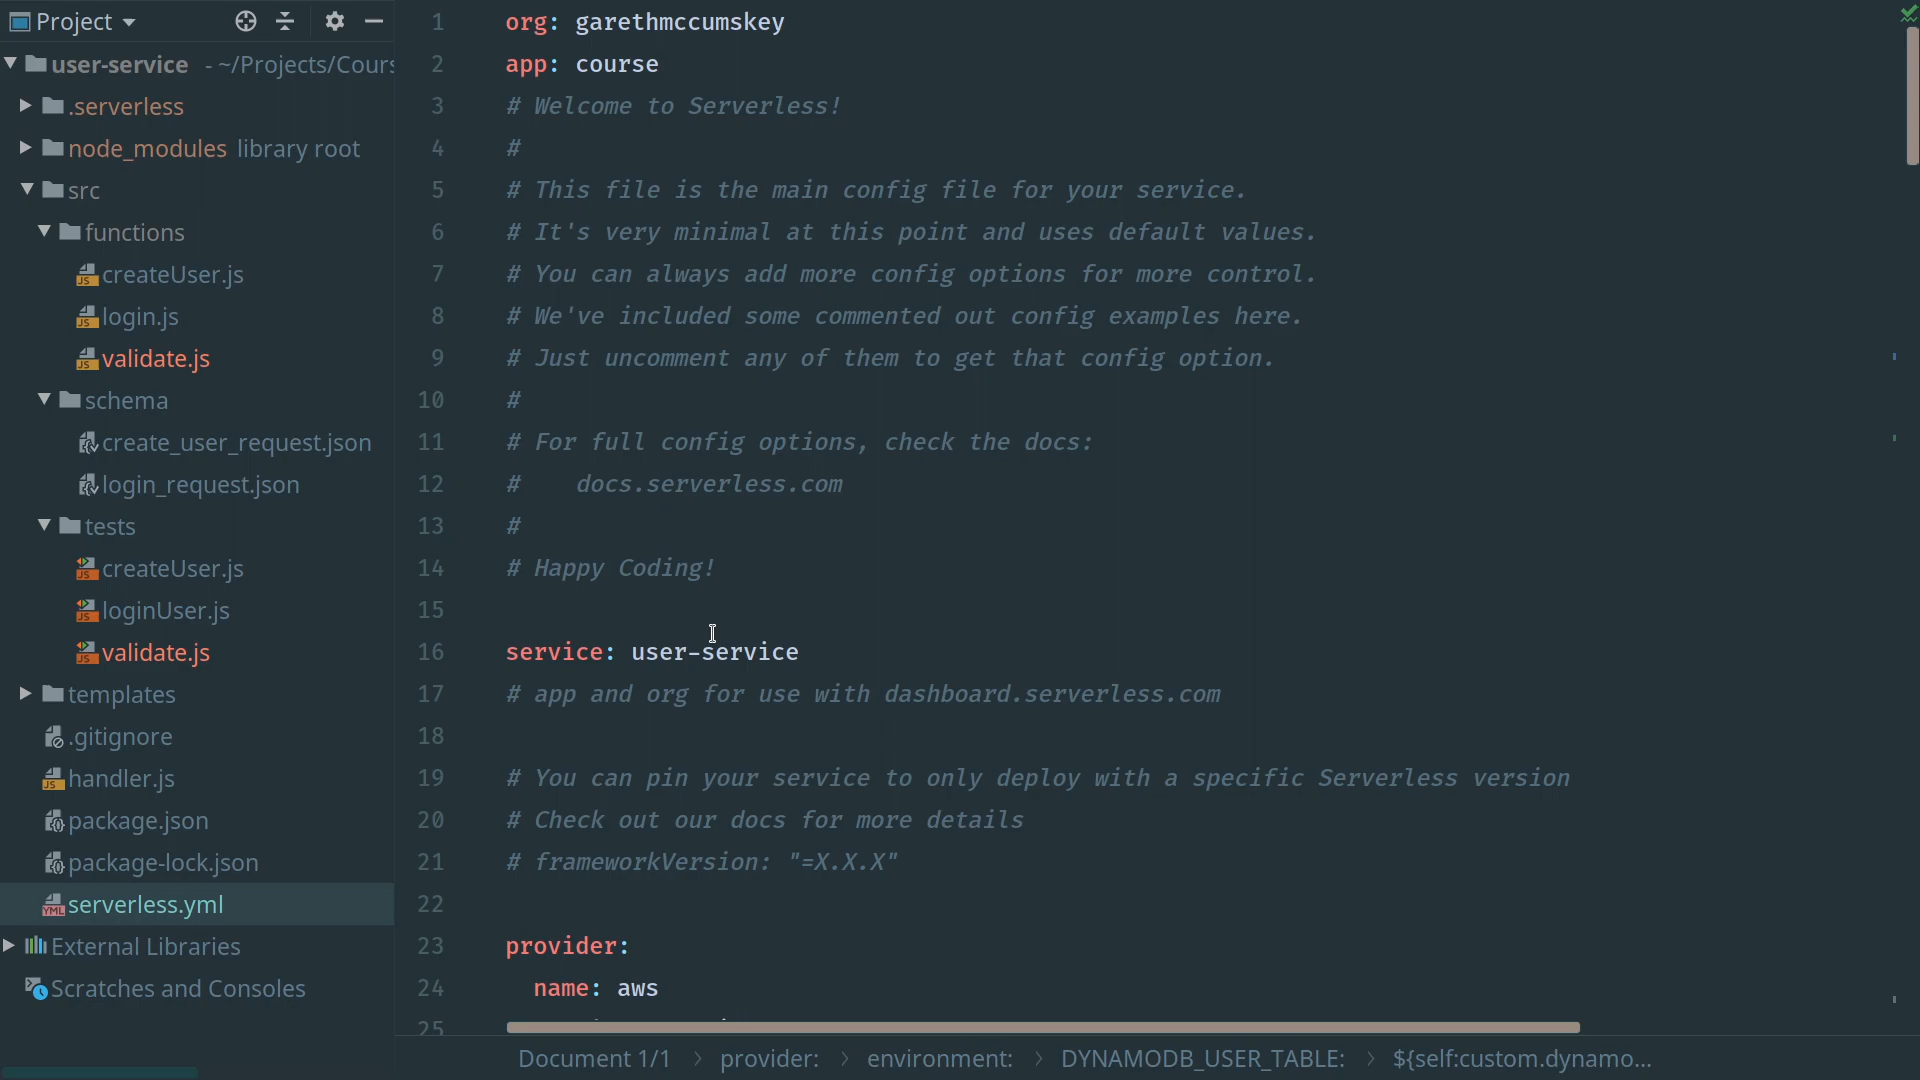 Project
user-service - ~/Projects/Cours
.serverless
node_modules library root
src
functions
createUser.js
login.js
validate.js
schema
create_user_request.json
login_request.json
tests
createUser.js
loginUser.js
validate.js
templates
.gitignore
handler.js
package.json
package-lock.json
serverless.yml
External Libraries
Scratches and Consoles
1 org: garethmccumskey
2 app: course
3 # Welcome to Serverless!
4 #
5 # This file is the main config file for your service.
6 # It's very minimal at this point and uses default values.
7 # You can always add more config options for more control.
8 # We've included some commented out config examples here.
9 # Just uncomment any of them to get that config option.
10 #
11 # For full config options, check the docs:
12 #    docs.serverless.com
13 #
14 # Happy Coding!
15
16 service: user-service
17 # app and org for use with dashboard.serverless.com
18
19 # You can pin your service to only deploy with a specific Serverless version
20 # Check out our docs for more details
21 # frameworkVersion: "=X.X.X"
22
23 provider:
24   name: aws
25
Document 1/1 > provider: > environment: > DYNAMODB_USER_TABLE: > ${self:custom.dynamo...